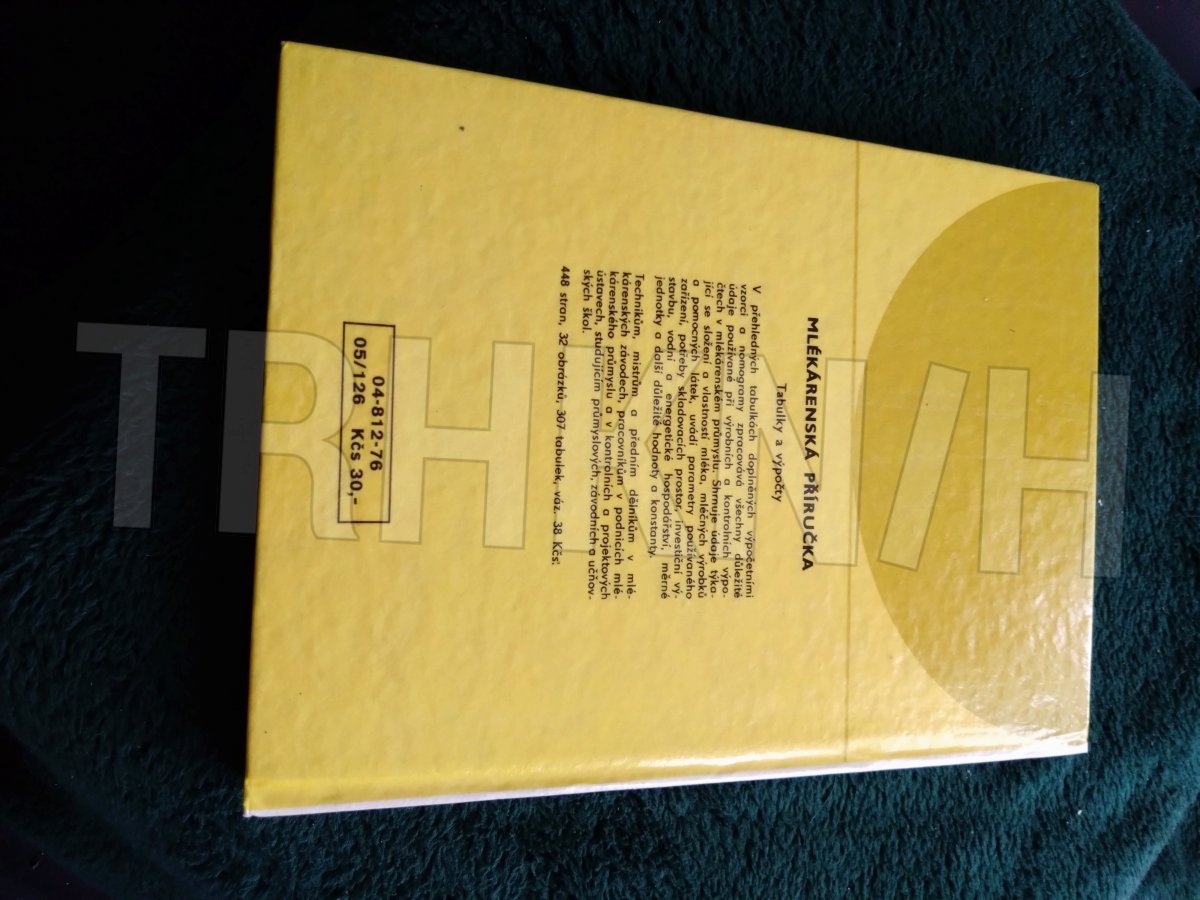 MLÉKÁRENSKÁ PŘÍRUČKA
Tabulky a výpočty
V přehledných tabulkách doplněných výpočetními
vzorci a nomogramy zpracovává všechny důležité
údaje používané při výrobních a kontrolních výpo-
čtech v mlékárenském průmyslu. Shrnuje údaje týka-
jící se složení a vlastností mléka, mléčných výrobků
a pomocných látek, uvádí parametry používaného
zařízení, potřeby skladovacích prostor, investiční vý-
stavbu, vodní a energetické hospodářství, měrné
jednotky a další důležité hodnoty a konstanty.
Technikům, mistrům a předním dělníkům v mlé-
kárenských závodech, pracovníkům v podnicích mlé-
kárenského průmyslu a v kontrolních a projektových
ústavech, studujícím průmyslových, závodních a učňov-
ských škol.
448 stran, 32 obrázků, 307 tabulek, váz. 38 Kčs.
04-812-76
05/126 Kčs 30,-
TRHKNIH